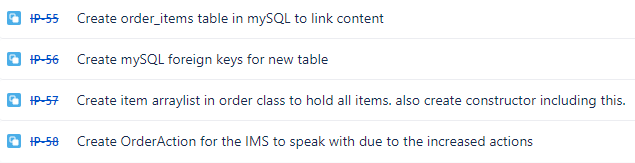 IP-55 Create order_items table in mySQL to link content
IP-56 Create mySQL foreign keys for new table
IP-57 Create item arraylist in order class to hold all items. also create constructor including this.
IP-58 Create OrderAction for the IMS to speak with due to the increased actions